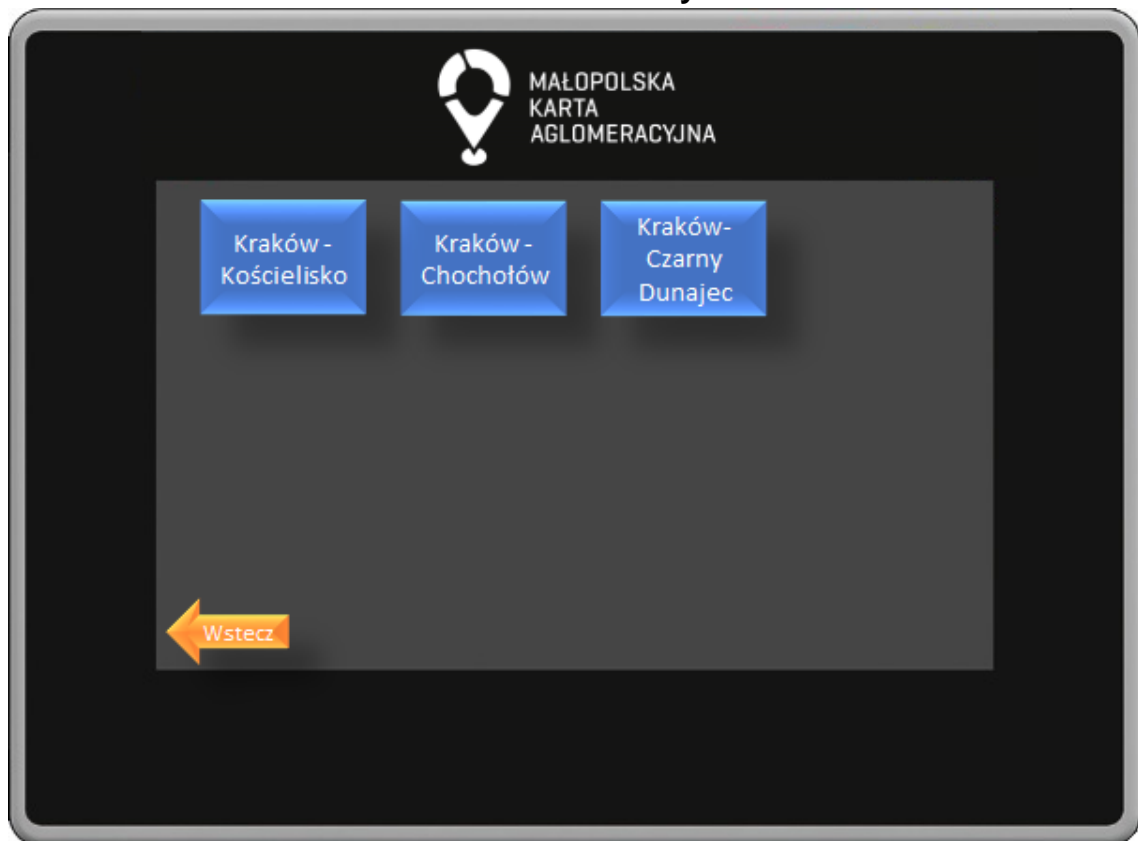 MAŁOPOLSKA
KARTA
AGLOMERACYJNA
Kraków -
Kościelisko
Kraków -
Chochołów
Kraków-
Czarny
Dunajec
Wstecz